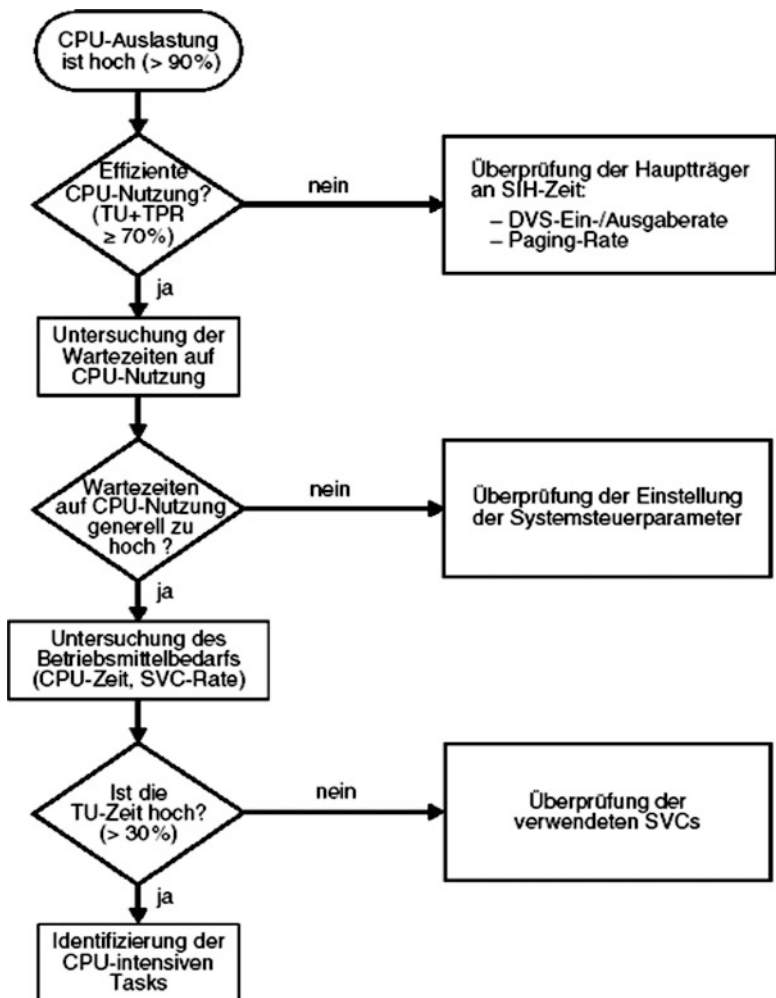 CPU-Auslastung
ist hoch (> 90%)
Effiziente
CPU-Nutzung?
(TU+TPR
≥ 70%)
nein
Überprüfung der Hauptträger
an SIH-Zeit:
– DVS-Ein-/Ausgaberate
– Paging-Rate
ja
Untersuchung der
Wartezeiten auf
CPU-Nutzung
Wartezeiten
auf CPU-Nutzung
generell zu
hoch ?
nein
Überprüfung der Einstellung
der Systemsteuerparameter
ja
Untersuchung des
Betriebsmittelbedarfs
(CPU-Zeit, SVC-Rate)
Ist die
TU-Zeit hoch?
(> 30%)
nein
Überprüfung der
verwendeten SVCs
ja
Identifizierung der
CPU-intensiven
Tasks